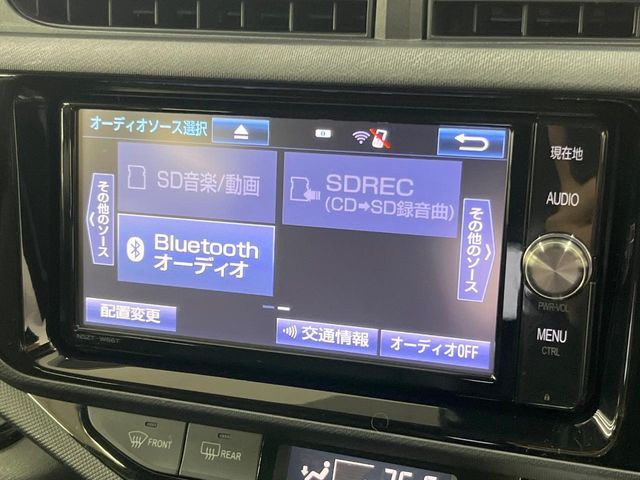 オーディオソース選択
SD音楽/動画
SDREC
(CD➡SD録音曲)
その他のソース
Bluetooth
オーディオ
その他のソース
配置変更
交通情報
オーディオOFF
NSZT-W66T
現在地
AUDIO
PWR•VOL
MENU
CTRL
FRONT
REAR